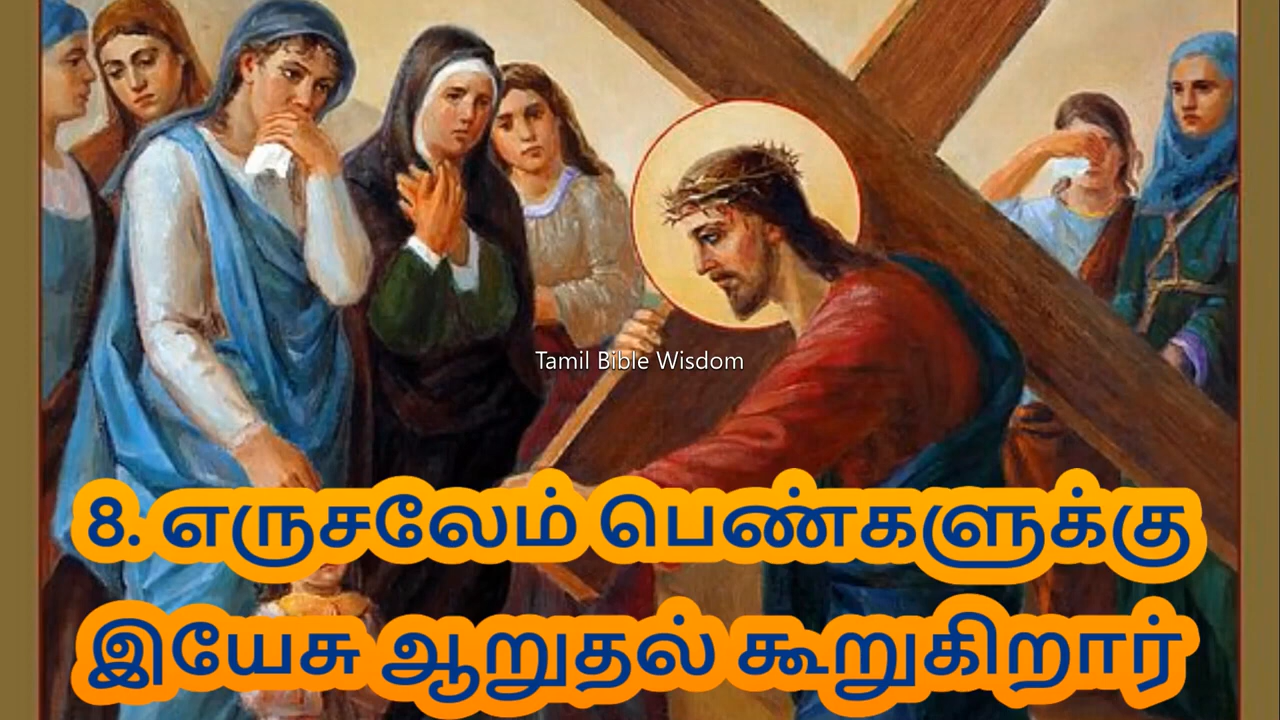 Tamil Bible Wisdom
8. எருசலேம் பெண்களுக்கு
இயேசு ஆறுதல் கூறுகிறார்